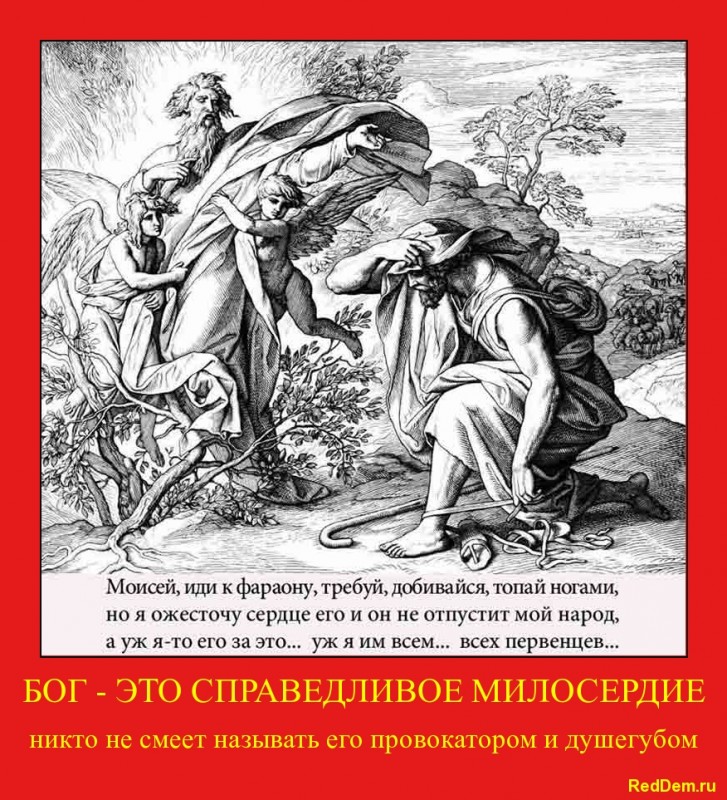 Моисей, иди к фараону, требуй, добивайся, топай ногами,
но я ожесточу сердце его и он не отпустит мой народ,
а уж я-то его за это... уж я им всем... всех первенцев...
БОГ - ЭТО СПРАВЕДЛИВОЕ МИЛОСЕРДИЕ
никто не смеет называть его провокатором и душегубом
RedDem.ru